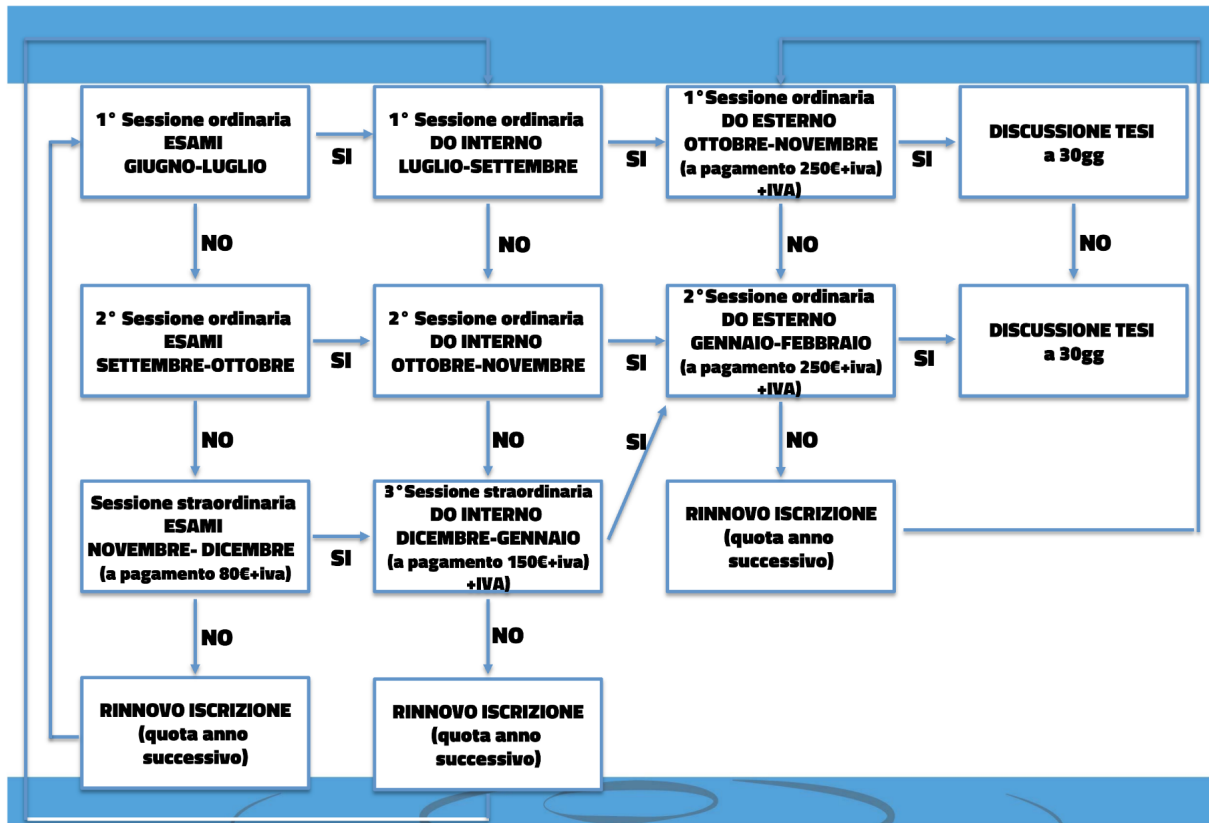 1° Sessione ordinaria
ESAMI
GIUGNO-LUGLIO
SI
1° Sessione ordinaria
DO INTERNO
LUGLIO-SETTEMBRE
SI
1°Sessione ordinaria
DO ESTERNO
OTTOBRE-NOVEMBRE
(a pagamento 250€+iva)
+IVA)
SI
DISCUSSIONE TESI
a 30gg
NO
NO
NO
NO
2° Sessione ordinaria
ESAMI
SETTEMBRE-OTTOBRE
SI
2° Sessione ordinaria
DO INTERNO
OTTOBRE-NOVEMBRE
SI
2°Sessione ordinaria
DO ESTERNO
GENNAIO-FEBBRAIO
(a pagamento 250€+iva)
+IVA)
SI
DISCUSSIONE TESI
a 30gg
NO
NO
SI
NO
Sessione straordinaria
ESAMI
NOVEMBRE- DICEMBRE
(a pagamento 80€+iva)
SI
3°Sessione straordinaria
DO INTERNO
DICEMBRE-GENNAIO
(a pagamento 150€+iva)
+IVA)
RINNOVO ISCRIZIONE
(quota anno
successivo)
NO
NO
RINNOVO ISCRIZIONE
(quota anno
successivo)
RINNOVO ISCRIZIONE
(quota anno
successivo)